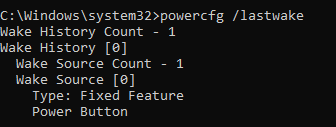 C:\Windows\system32>powercfg /lastwake
Wake History Count - 1
Wake History [0]
  Wake Source Count - 1
  Wake Source [0]
    Type: Fixed Feature
    Power Button